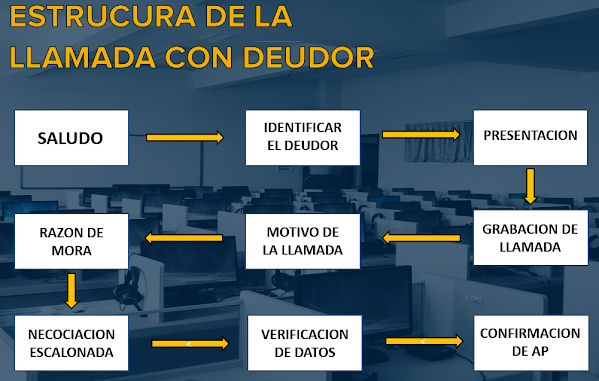 ESTRUCURA DE LA
LLAMADA CON DEUDOR
SALUDO
IDENTIFICAR
EL DEUDOR
PRESENTACION
GRABACION DE
LLAMADA
MOTIVO DE
LA LLAMADA
RAZON DE
MORA
NECOCIACION
ESCALONADA
VERIFICACION
DE DATOS
CONFIRMACION
DE AP